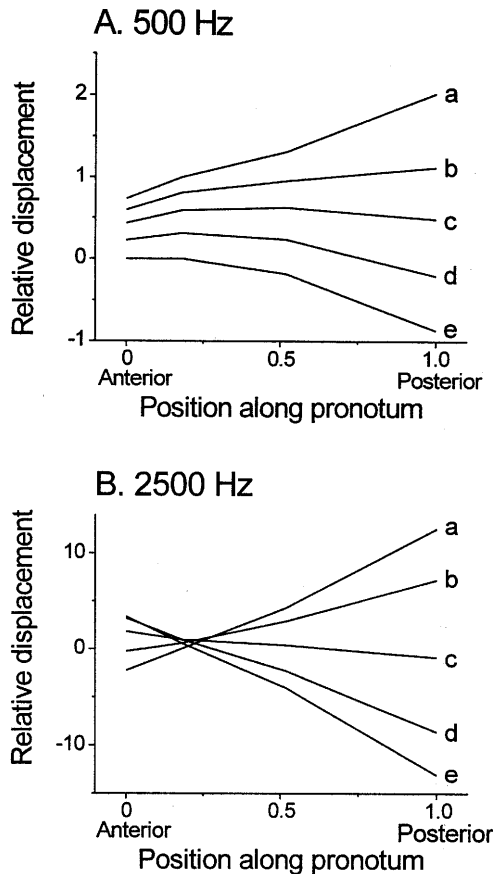 A. 500 Hz
Relative displacement
2
1
0
-1
a
b
c
d
e
0
0.5
1.0
Anterior
Posterior
Position along pronotum
B. 2500 Hz
Relative displacement
10
0
-10
a
b
c
d
e
0
0.5
1.0
Anterior
Posterior
Position along pronotum